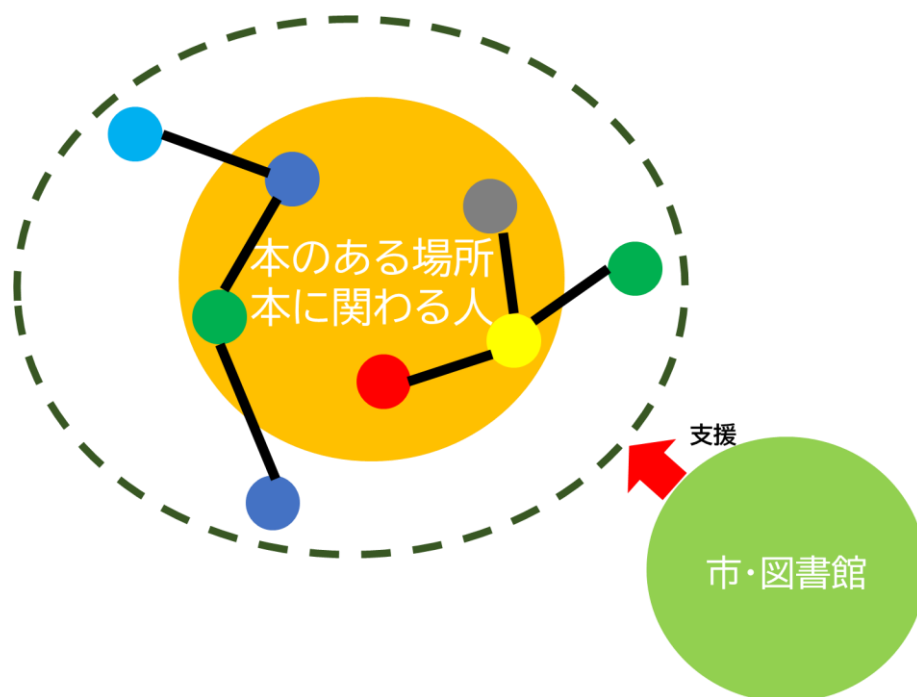 本のある場所
本に関わる人
支援
市・図書館